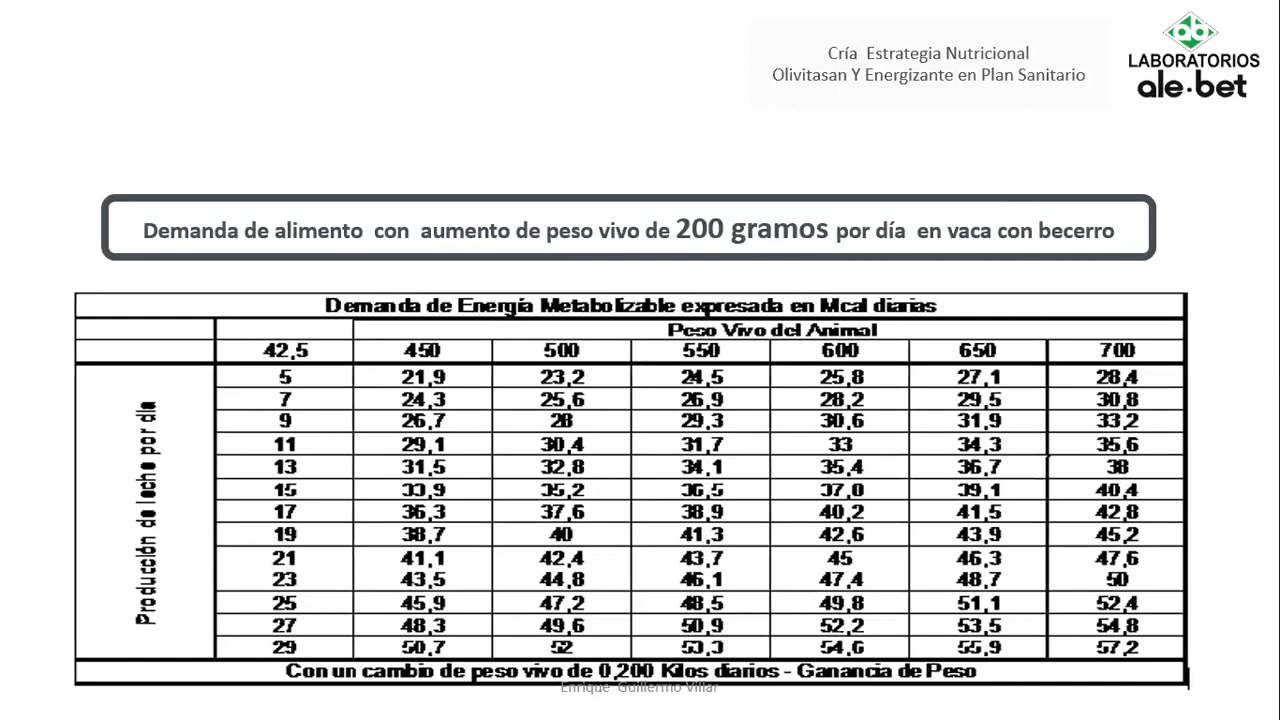 Cría Estrategia Nutricional
Olivitasan Y Energizante en Plan Sanitario
ab
LABORATORIOS
ale·bet
Demanda de alimento con aumento de peso vivo de 200 gramos por día en vaca con becerro
Demanda de Energía Metabolizable expresada en Mcal diarias
Peso Vivo del Animal
42,5 450 500 550 600 650 700
Producción de leche por día
5 21,9 23,2 24,5 25,8 27,1 28,4
7 24,3 25,6 26,9 28,2 29,5 30,8
9 26,7 28 29,3 30,6 31,9 33,2
11 29,1 30,4 31,7 33 34,3 35,6
13 31,5 32,8 34,1 35,4 36,7 38
15 33,9 35,2 36,5 37,8 39,1 40,4
17 36,3 37,6 38,9 40,2 41,5 42,8
19 38,7 40 41,3 42,6 43,9 45,2
21 41,1 42,4 43,7 45 46,3 47,6
23 43,5 44,8 46,1 47,4 48,7 50
25 45,9 47,2 48,5 49,8 51,1 52,4
27 48,3 49,6 50,9 52,2 53,5 54,8
29 50,7 52 53,3 54,6 55,9 57,2
Con un cambio de peso vivo de 0,200 Kilos diarios - Ganancia de Peso
Enrique Guillermo Villar